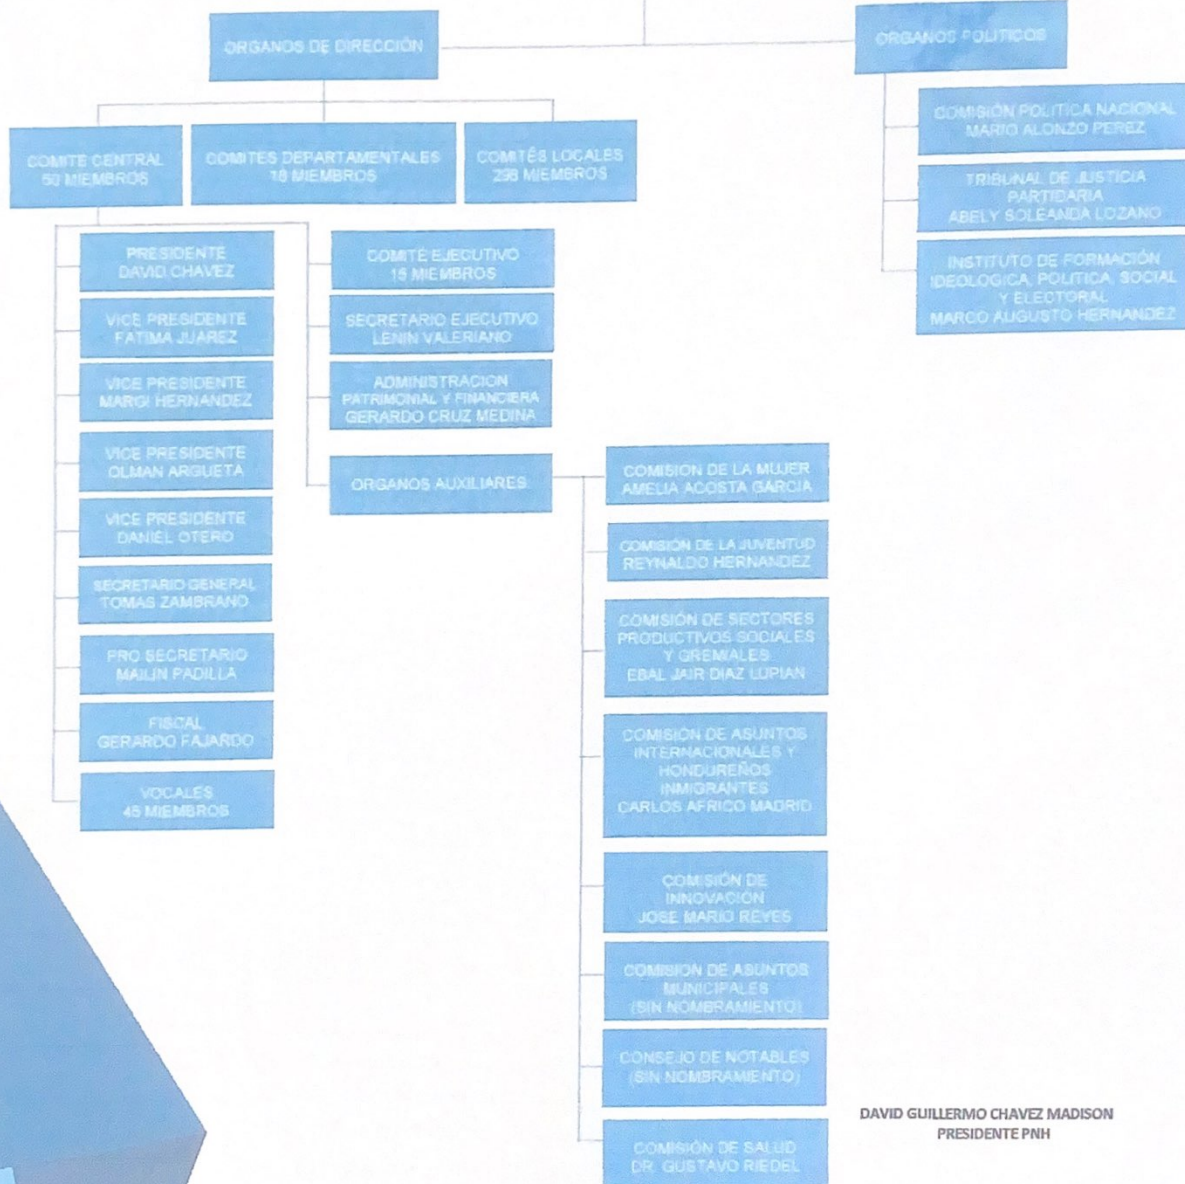 ORGANOS DE DIRECCIÓN
ORGANOS POLITICOS
COMITE CENTRAL
50 MIEMBROS
COMITES DEPARTAMENTALES
18 MIEMBROS
COMITÉS LOCALES
298 MIEMBROS
COMISIÓN POLITICA NACIONAL
MARIO ALONZO PEREZ
TRIBUNAL DE JUSTICIA
PARTIDARIA
ABELY SOLEANDA LOZANO
INSTITUTO DE FORMACIÓN
IDEOLOGICA, POLITICA, SOCIAL
Y ELECTORAL
MARCO AUGUSTO HERNANDEZ
PRESIDENTE
DAVID CHAVEZ
VICE PRESIDENTE
FATIMA JUAREZ
VICE PRESIDENTE
MARGI HERNANDEZ
VICE PRESIDENTE
OLMAN ARGUETA
VICE PRESIDENTE
DANIEL OTERO
SECRETARIO GENERAL
TOMAS ZAMBRANO
PRO SECRETARIO
MAILIN PADILLA
FISCAL
GERARDO FAJARDO
VOCALES
45 MIEMBROS
COMITÉ EJECUTIVO
15 MIEMBROS
SECRETARIO EJECUTIVO
LENIN VALERIANO
ADMINISTRACION
PATRIMONIAL Y FINANCIERA
GERARDO CRUZ MEDINA
ORGANOS AUXILIARES
COMISION DE LA MUJER
AMELIA ACOSTA GARCIA
COMISIÓN DE LA JUVENTUD
REYNALDO HERNANDEZ
COMISIÓN DE SECTORES
PRODUCTIVOS SOCIALES
Y GREMIALES
EBAL JAIR DIAZ LUPIAN
COMISIÓN DE ASUNTOS
INTERNACIONALES Y
HONDUREÑOS
INMIGRANTES
CARLOS AFRICO MADRID
COMISIÓN DE
INNOVACIÓN
JOSE MARIO REYES
COMISION DE ASUNTOS
MUNICIPALES
(SIN NOMBRAMIENTO)
CONSEJO DE NOTABLES
(SIN NOMBRAMIENTO)
COMISIÓN DE SALUD
DR. GUSTAVO RIEDEL
DAVID GUILLERMO CHAVEZ MADISON
PRESIDENTE PNH